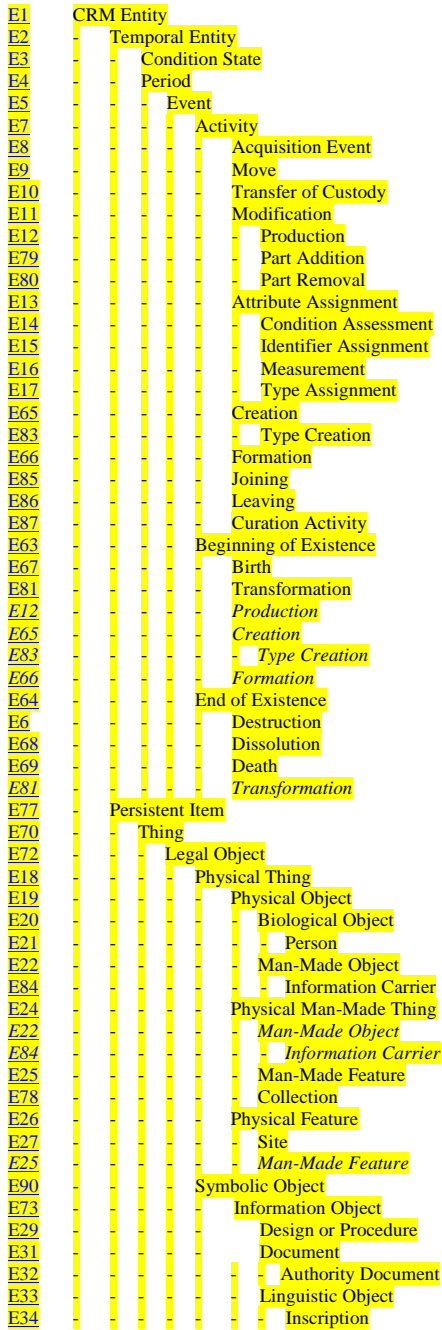 E1 CRM Entity
E2 - Temporal Entity
E3 - - Condition State
E4 - - Period
E5 - - - Event
E7 - - - - Activity
E8 - - - - - Acquisition Event
E9 - - - - - Move
E10 - - - - - Transfer of Custody
E11 - - - - - Modification
E12 - - - - - - Production
E79 - - - - - - Part Addition
E80 - - - - - - Part Removal
E13 - - - - - Attribute Assignment
E14 - - - - - - Condition Assessment
E15 - - - - - - Identifier Assignment
E16 - - - - - - Measurement
E17 - - - - - - Type Assignment
E65 - - - - - Creation
E83 - - - - - - Type Creation
E66 - - - - - Formation
E85 - - - - - Joining
E86 - - - - - Leaving
E87 - - - - - Curation Activity
E63 - - - - Beginning of Existence
E67 - - - - - Birth
E81 - - - - - Transformation
E12 - - - - - Production
E65 - - - - - Creation
E83 - - - - - - Type Creation
E66 - - - - - Formation
E64 - - - - End of Existence
E6 - - - - - Destruction
E68 - - - - - Dissolution
E69 - - - - - Death
E81 - - - - - Transformation
E77 - Persistent Item
E70 - - Thing
E72 - - - Legal Object
E18 - - - - Physical Thing
E19 - - - - - Physical Object
E20 - - - - - - Biological Object
E21 - - - - - - - Person
E22 - - - - - - Man-Made Object
E84 - - - - - - - Information Carrier
E24 - - - - - Physical Man-Made Thing
E22 - - - - - - Man-Made Object
E84 - - - - - - - Information Carrier
E25 - - - - - - Man-Made Feature
E78 - - - - - - Collection
E26 - - - - - Physical Feature
E27 - - - - - - Site
E25 - - - - - - Man-Made Feature
E90 - - - - Symbolic Object
E73 - - - - - Information Object
E29 - - - - - - Design or Procedure
E31 - - - - - - Document
E32 - - - - - - - Authority Document
E33 - - - - - - Linguistic Object
E34 - - - - - - - Inscription